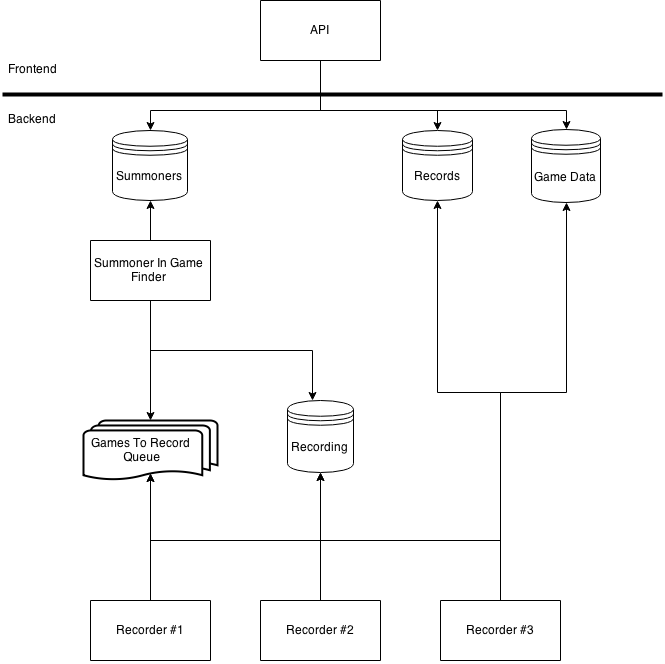 API
Frontend
Backend
Summoners
Records
Game Data
Summoner In Game
Finder
Games To Record
Queue
Recording
Recorder #1
Recorder #2
Recorder #3